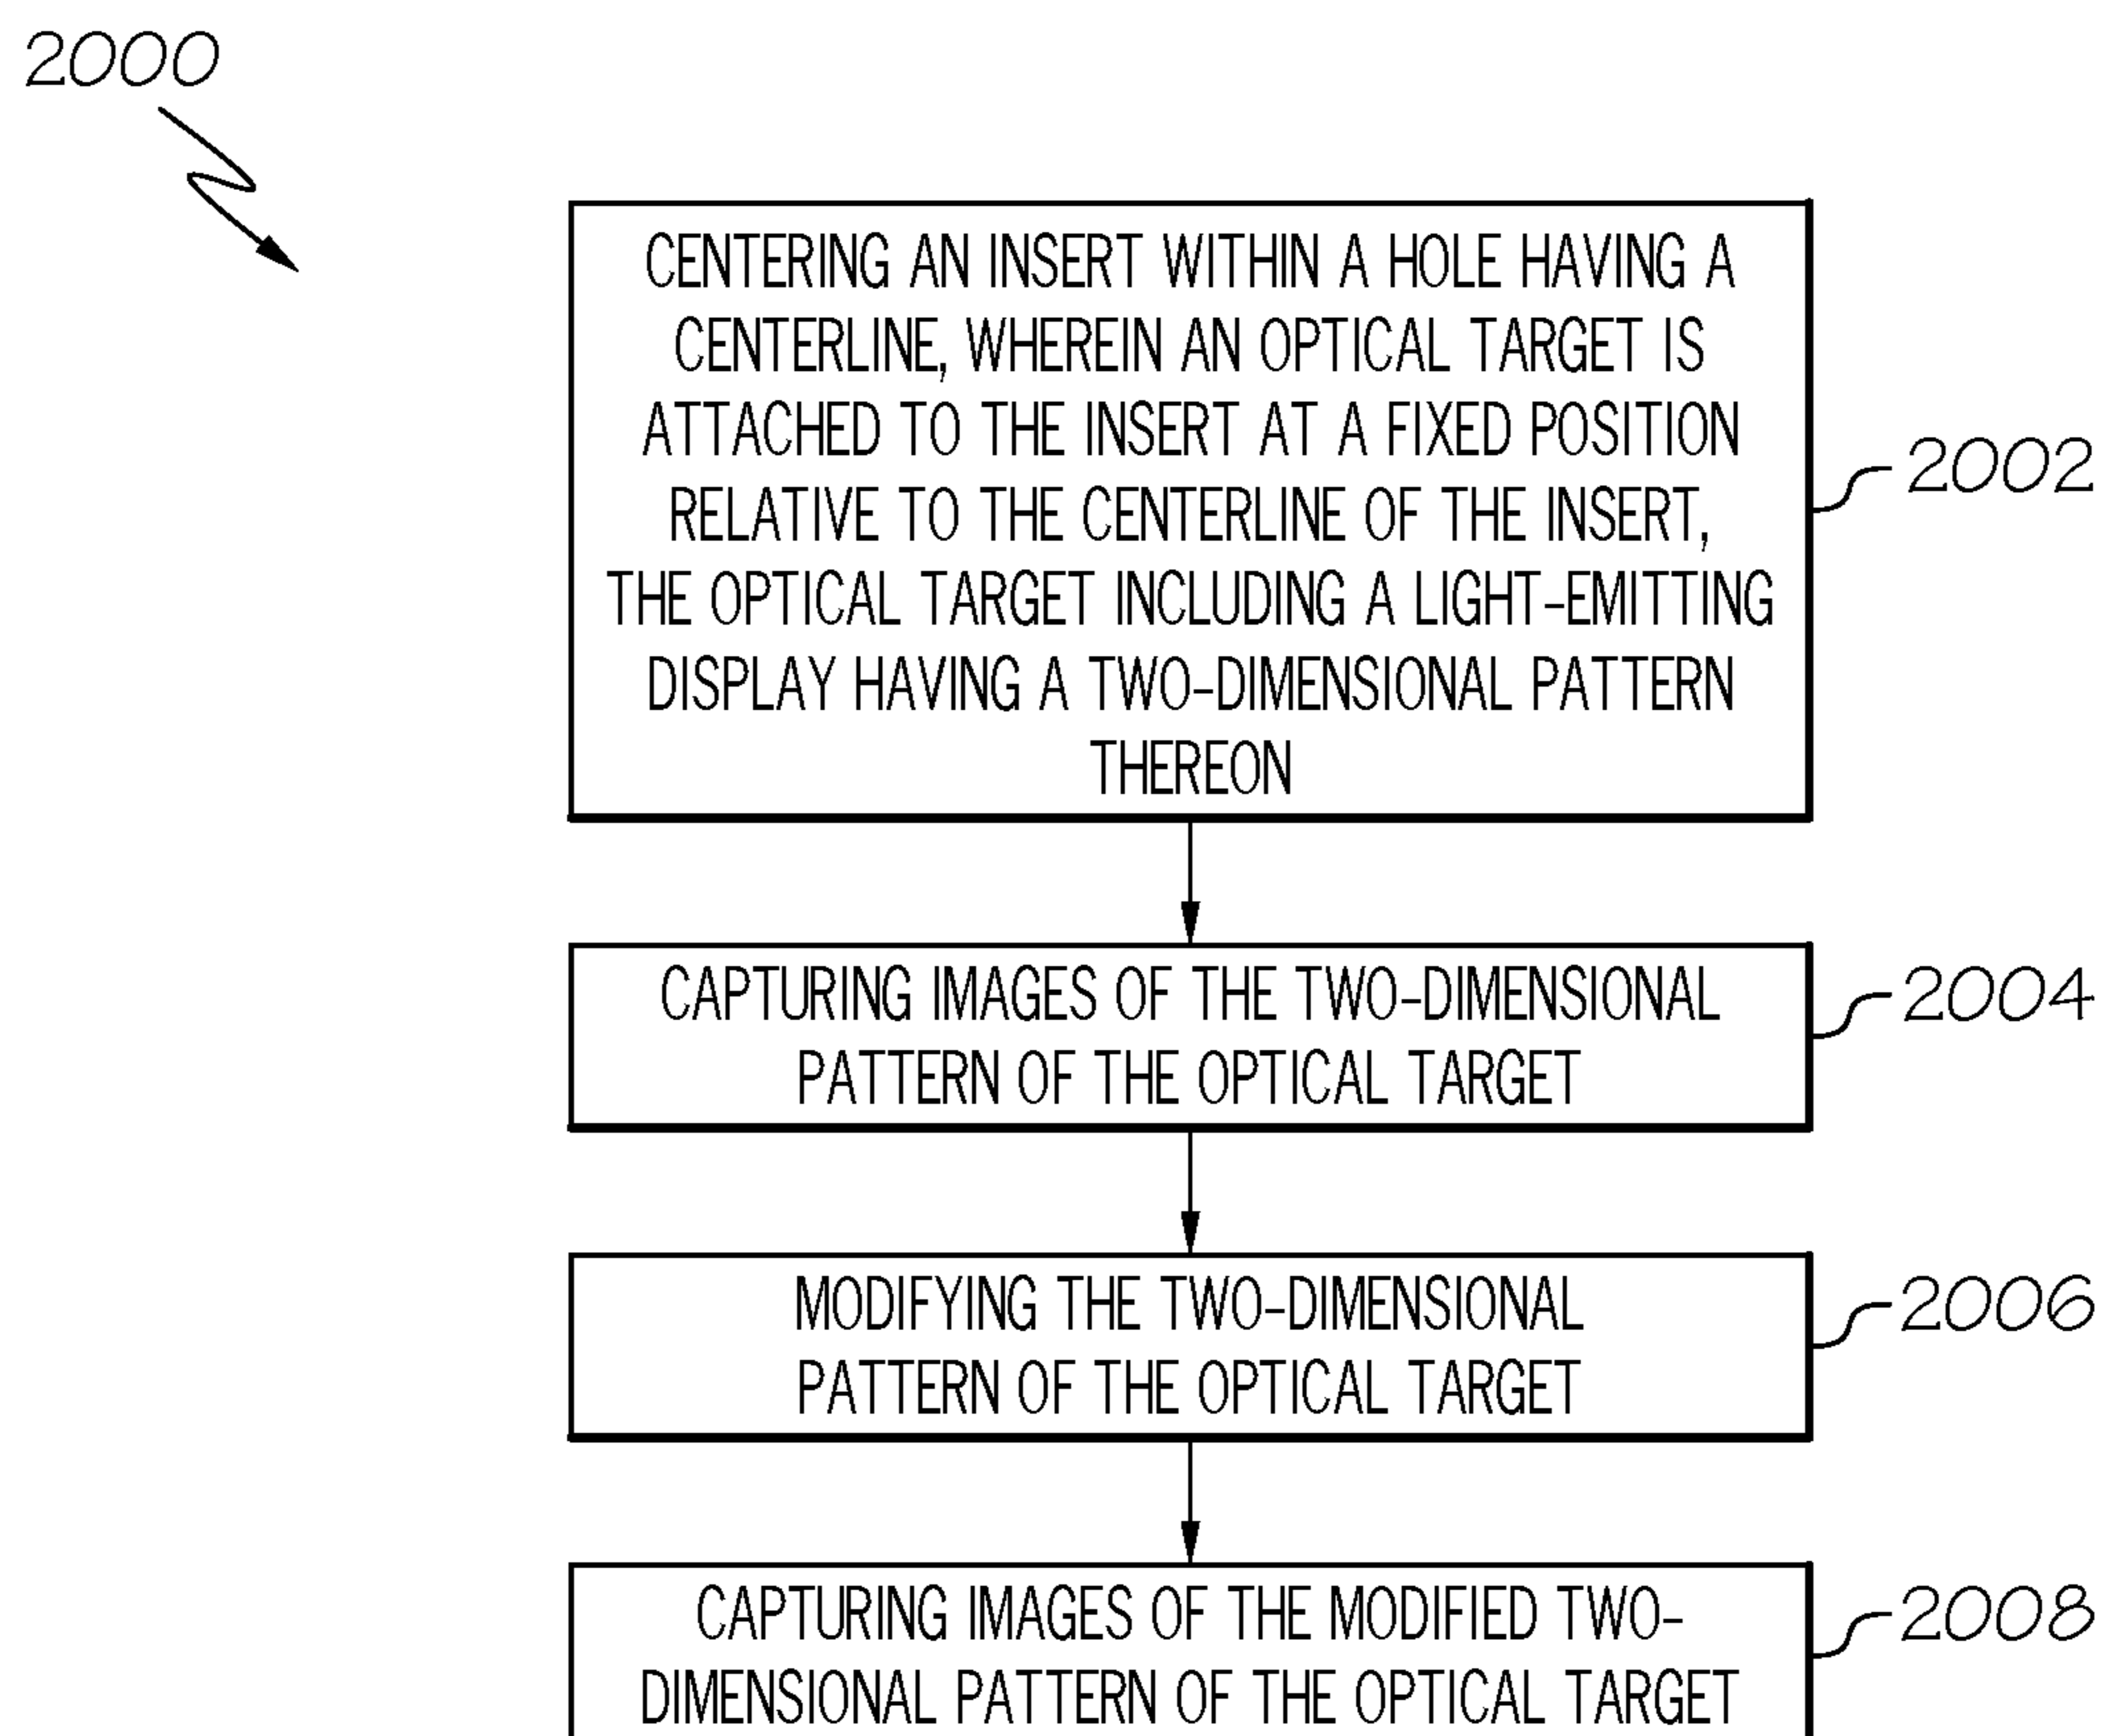 2000
CENTERING AN INSERT WITHIN A HOLE HAVING A
CENTERLINE, WHEREIN AN OPTICAL TARGET IS
ATTACHED TO THE INSERT AT A FIXED POSITION
RELATIVE TO THE CENTERLINE OF THE INSERT,
THE OPTICAL TARGET INCLUDING A LIGHT-EMITTING
DISPLAY HAVING A TWO-DIMENSIONAL PATTERN
THEREON
2002
CAPTURING IMAGES OF THE TWO-DIMENSIONAL
PATTERN OF THE OPTICAL TARGET
2004
MODIFYING THE TWO-DIMENSIONAL
PATTERN OF THE OPTICAL TARGET
2006
CAPTURING IMAGES OF THE MODIFIED TWO-
DIMENSIONAL PATTERN OF THE OPTICAL TARGET
2008